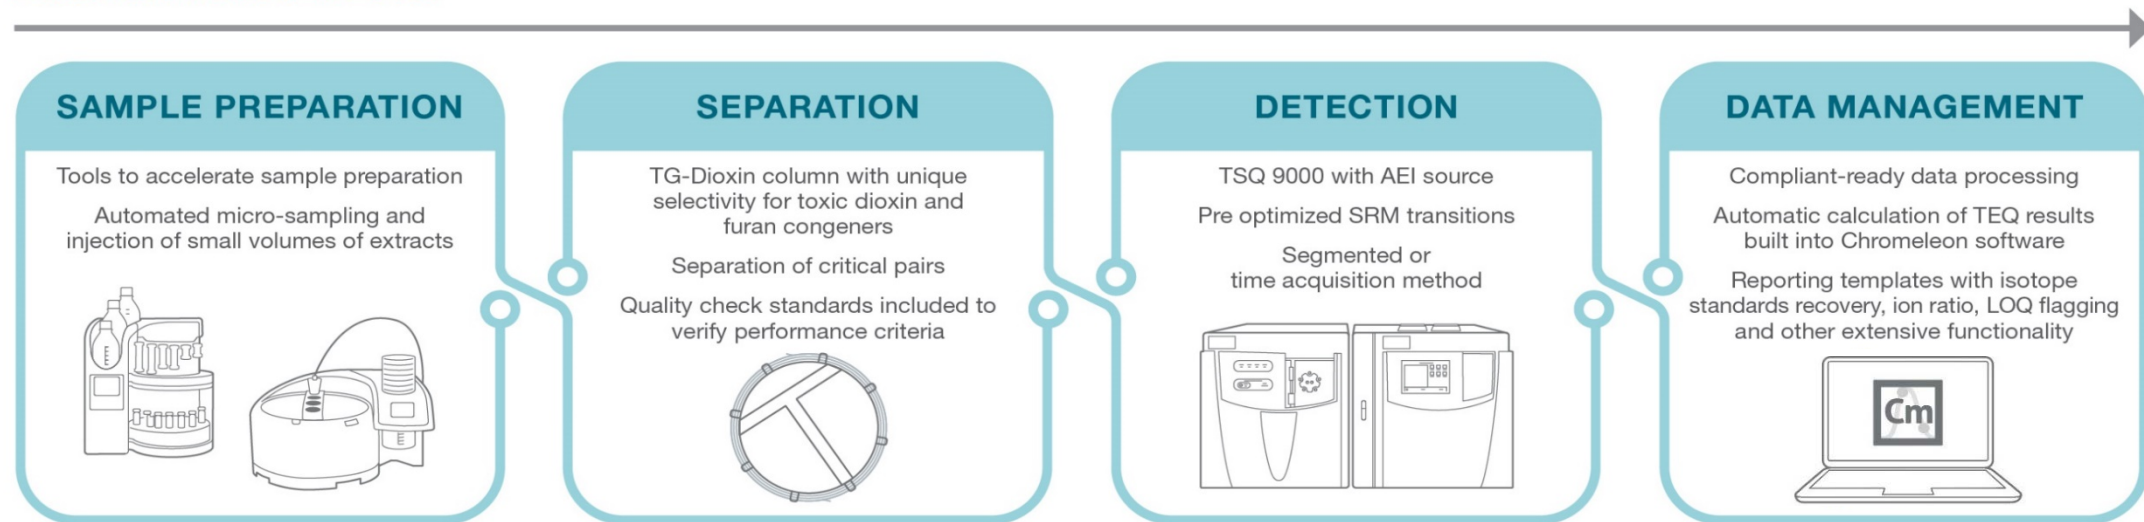 SAMPLE PREPARATION
Tools to accelerate sample preparation
Automated micro-sampling and
injection of small volumes of extracts
SEPARATION
TG-Dioxin column with unique
selectivity for toxic dioxin and
furan congeners
Separation of critical pairs
Quality check standards included to
verify performance criteria
DETECTION
TSQ 9000 with AEI source
Pre optimized SRM transitions
Segmented or
time acquisition method
DATA MANAGEMENT
Compliant-ready data processing
Automatic calculation of TEQ results
built into Chromeleon software
Reporting templates with isotope
standards recovery, ion ratio, LOQ flagging
and other extensive functionality
Cm